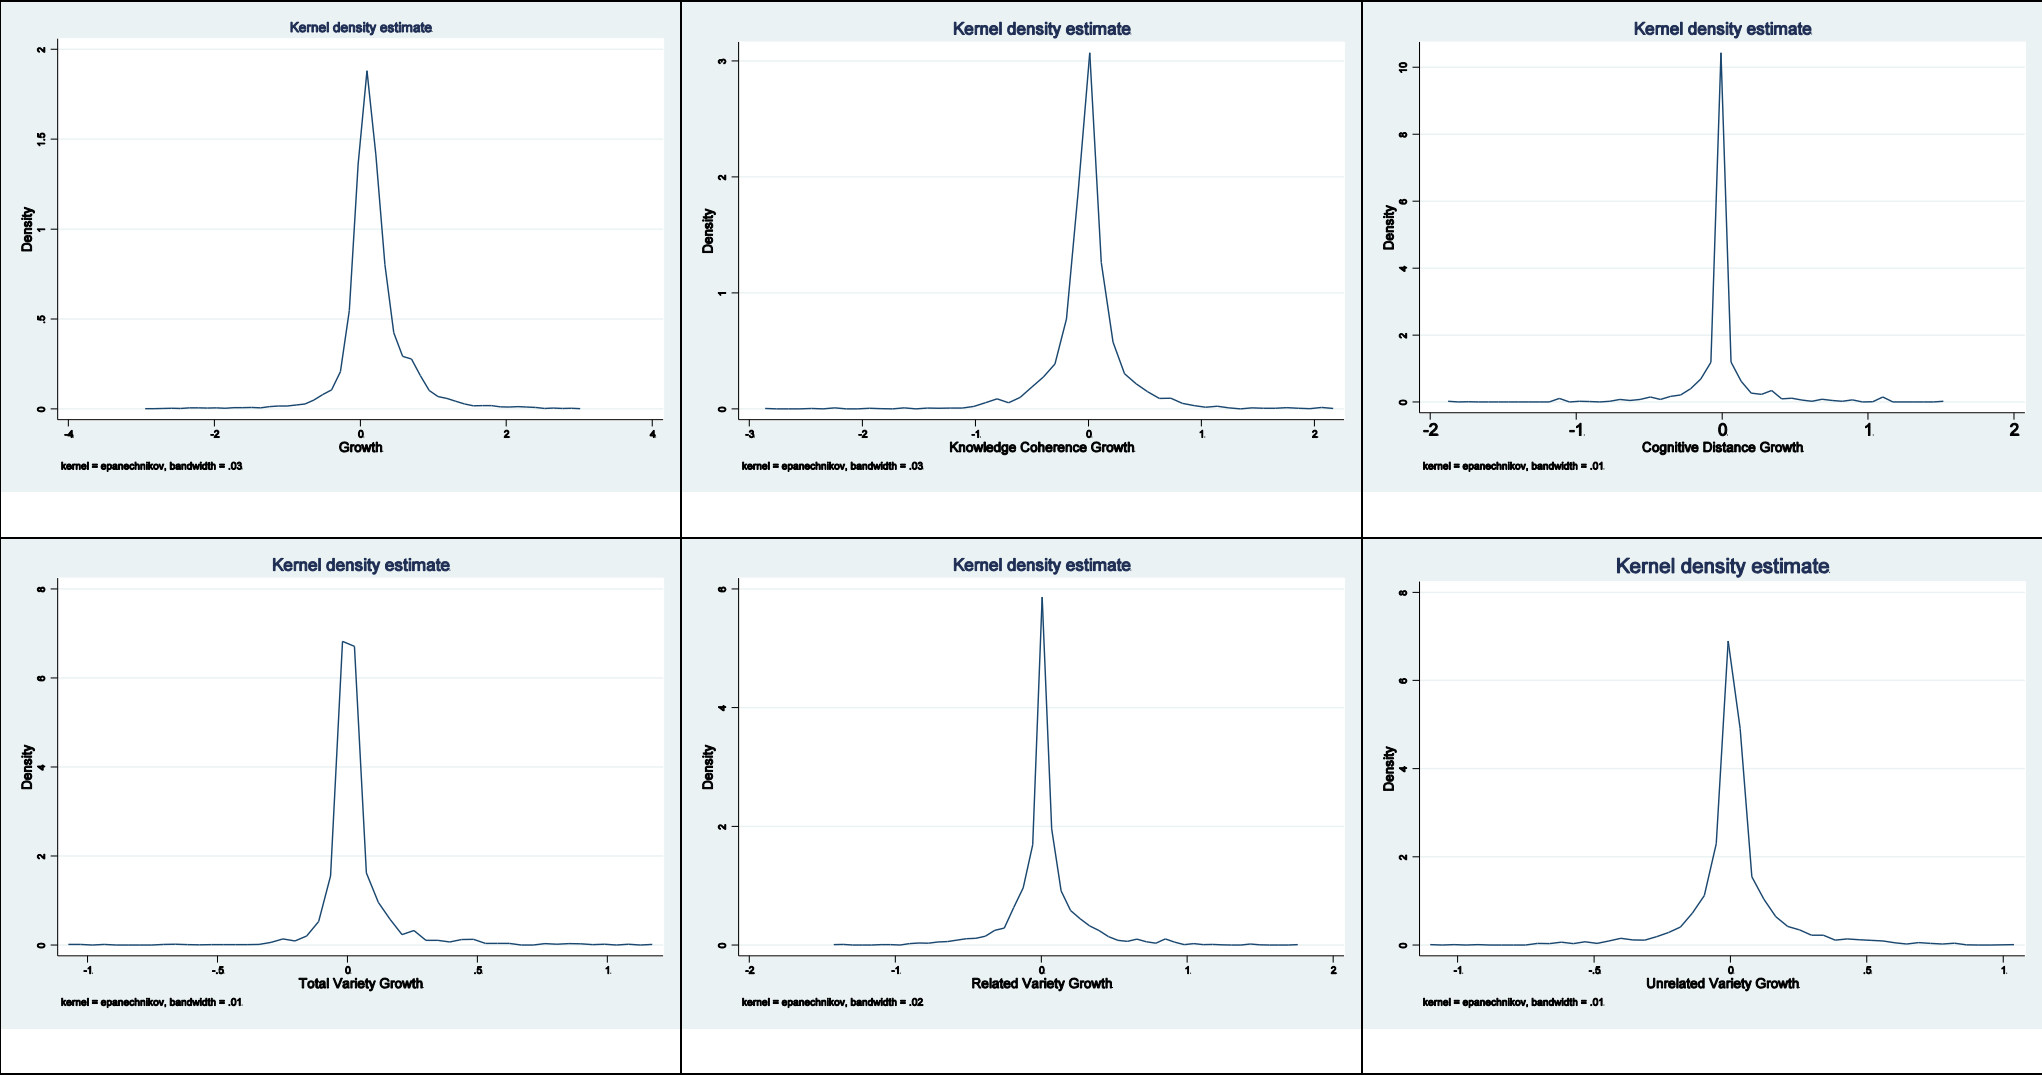 Kernel density estimate
2
1.5
1
.5
0
Density
-4 -2 0 2 4
Growth
kernel = epanechnikov, bandwidth = .03
Kernel density estimate
3
2
1
0
Density
-3 -2 -1 0 1 2
Knowledge Coherence Growth
kernel = epanechnikov, bandwidth = .03
Kernel density estimate
10
8
6
4
2
0
Density
-2 -1 0 1 2
Cognitive Distance Growth
kernel = epanechnikov, bandwidth = .01
Kernel density estimate
8
6
4
2
0
Density
-1 -.5 0 .5 1
Total Variety Growth
kernel = epanechnikov, bandwidth = .01
Kernel density estimate
6
4
2
0
Density
-2 -1 0 1 2
Related Variety Growth
kernel = epanechnikov, bandwidth = .02
Kernel density estimate
8
6
4
2
0
Density
-1 -.5 0 .5 1
Unrelated Variety Growth
kernel = epanechnikov, bandwidth = .01